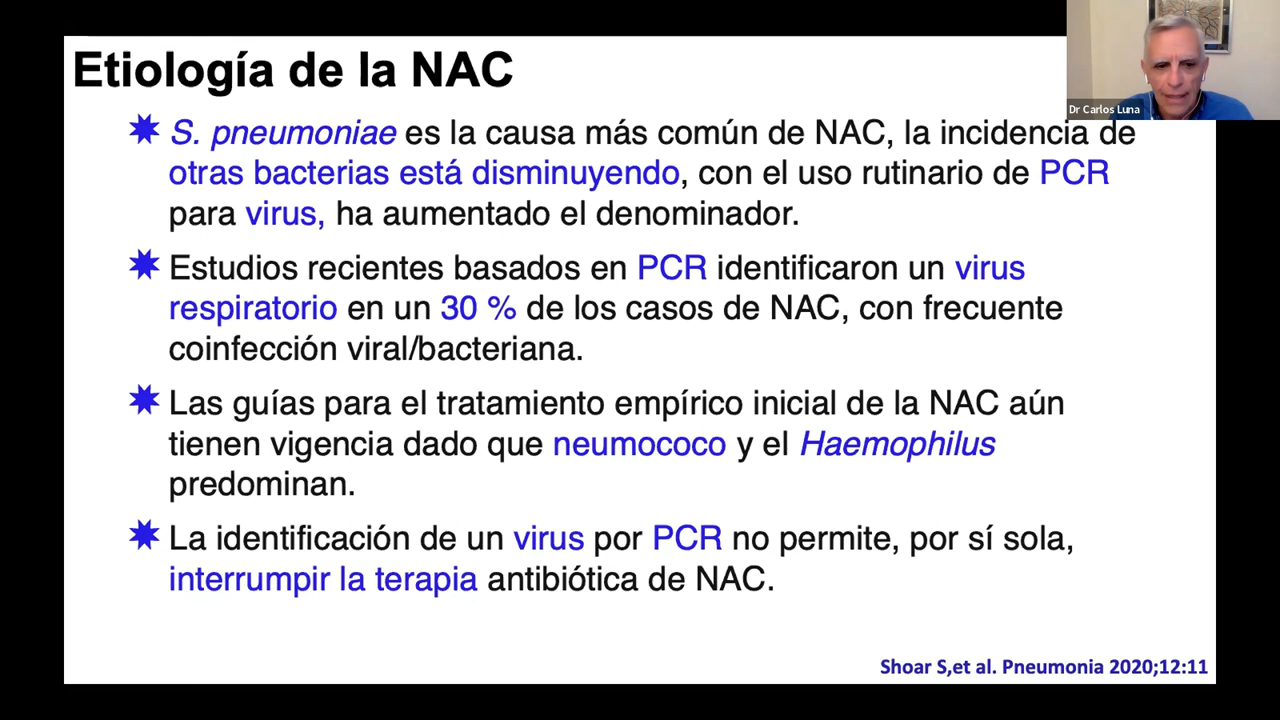 Etiología de la NAC
Dr Carlos Luna
S. pneumoniae es la causa más común de NAC, la incidencia de
otras bacterias está disminuyendo, con el uso rutinario de PCR
para virus, ha aumentado el denominador.
Estudios recientes basados en PCR identificaron un virus
respiratorio en un 30 % de los casos de NAC, con frecuente
coinfección viral/bacteriana.
Las guías para el tratamiento empírico inicial de la NAC aún
tienen vigencia dado que neumococo y el Haemophilus
predominan.
La identificación de un virus por PCR no permite, por sí sola,
interrumpir la terapia antibiótica de NAC.
Shoar S,et al. Pneumonia 2020;12:11